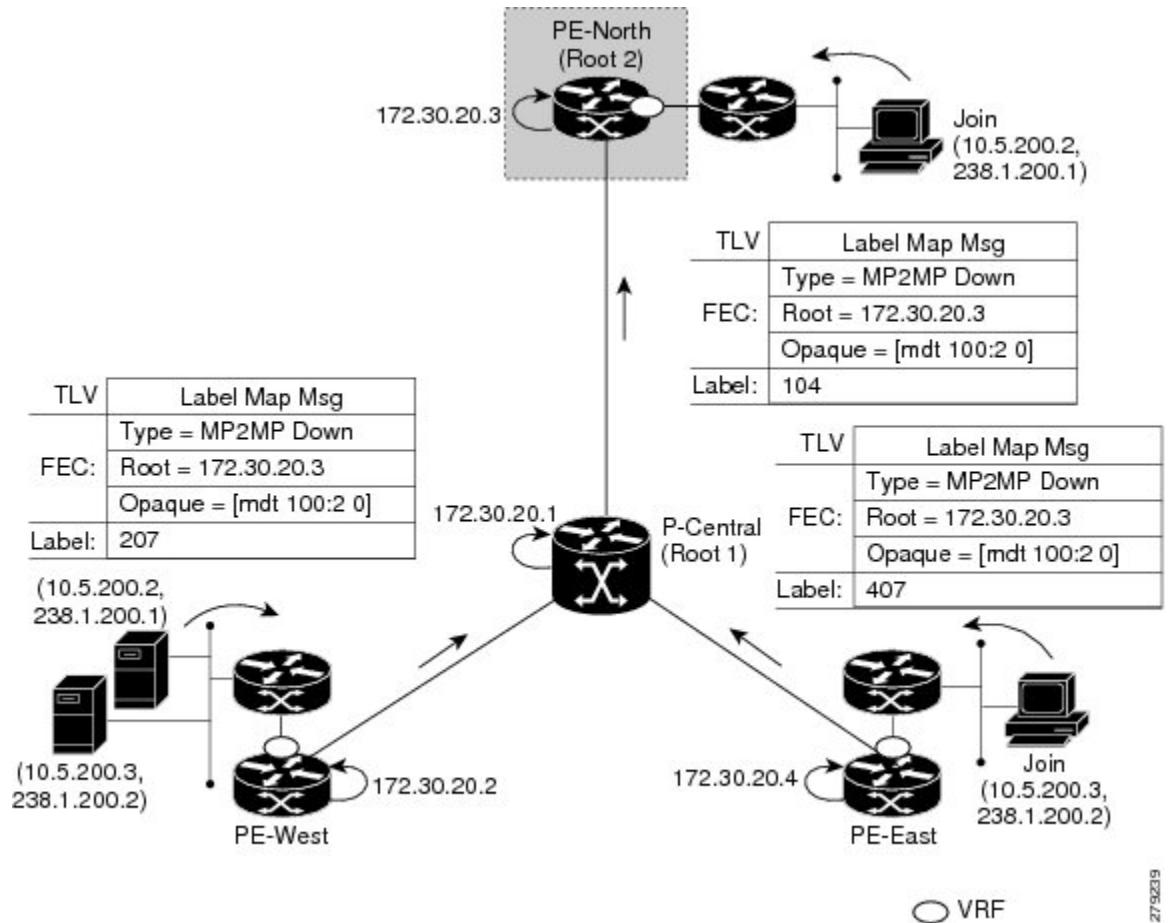 PE-North
(Root 2)
172.30.20.3
Join
(10.5.200.2,
238.1.200.1)
TLV Label Map Msg
FEC: Type = MP2MP Down
Root = 172.30.20.3
Opaque = [mdt 100:2 0]
Label: 104
TLV Label Map Msg
FEC: Type = MP2MP Down
Root = 172.30.20.3
Opaque = [mdt 100:2 0]
Label: 207
172.30.20.1
P-Central
(Root 1)
TLV Label Map Msg
FEC: Type = MP2MP Down
Root = 172.30.20.3
Opaque = [mdt 100:2 0]
Label: 407
(10.5.200.2,
238.1.200.1)
(10.5.200.3,
238.1.200.2)
172.30.20.2
PE-West
172.30.20.4
PE-East
Join
(10.5.200.3,
238.1.200.2)
VRF
279239